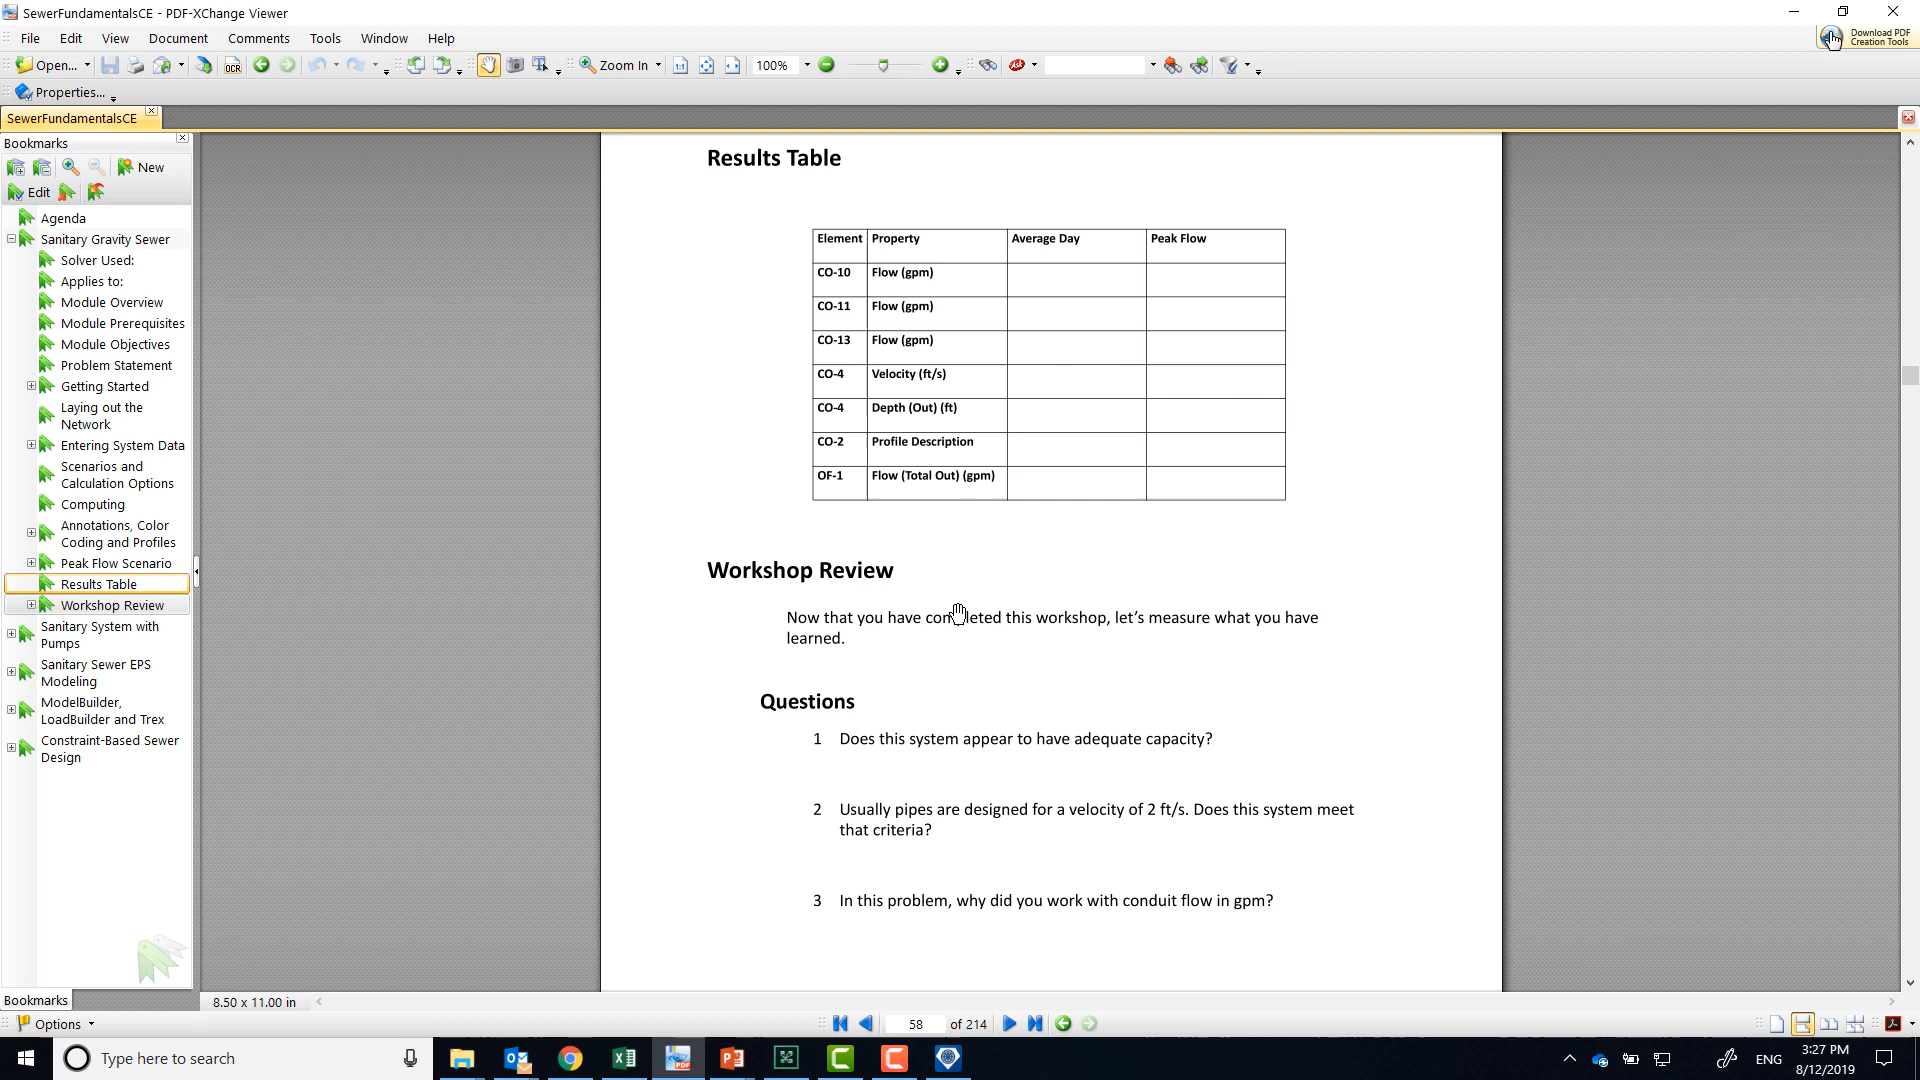 SewerFundamentalsCE - PDF-XChange Viewer
File Edit View Document Comments Tools Window Help
Download PDF
Creation Tools
Open... OCR Zoom In 100%
Properties...
SewerFundamentalsCE
Bookmarks
New
Edit
Agenda
Sanitary Gravity Sewer
Solver Used:
Applies to:
Module Overview
Module Prerequisites
Module Objectives
Problem Statement
Getting Started
Laying out the
Network
Entering System Data
Scenarios and
Calculation Options
Computing
Annotations, Color
Coding and Profiles
Peak Flow Scenario
Results Table
Workshop Review
Sanitary System with
Pumps
Sanitary Sewer EPS
Modeling
ModelBuilder,
LoadBuilder and Trex
Constraint-Based Sewer
Design
Bookmarks
Options
Results Table
Element Property Average Day Peak Flow
CO-10 Flow (gpm)
CO-11 Flow (gpm)
CO-13 Flow (gpm)
CO-4 Velocity (ft/s)
CO-4 Depth (Out) (ft)
CO-2 Profile Description
OF-1 Flow (Total Out) (gpm)
Workshop Review
Now that you have completed this workshop, let's measure what you have
learned.
Questions
1 Does this system appear to have adequate capacity?
2 Usually pipes are designed for a velocity of 2 ft/s. Does this system meet
that criteria?
3 In this problem, why did you work with conduit flow in gpm?
8.50 x 11.00 in
58 of 214
Type here to search
ENG
3:27 PM
8/12/2019